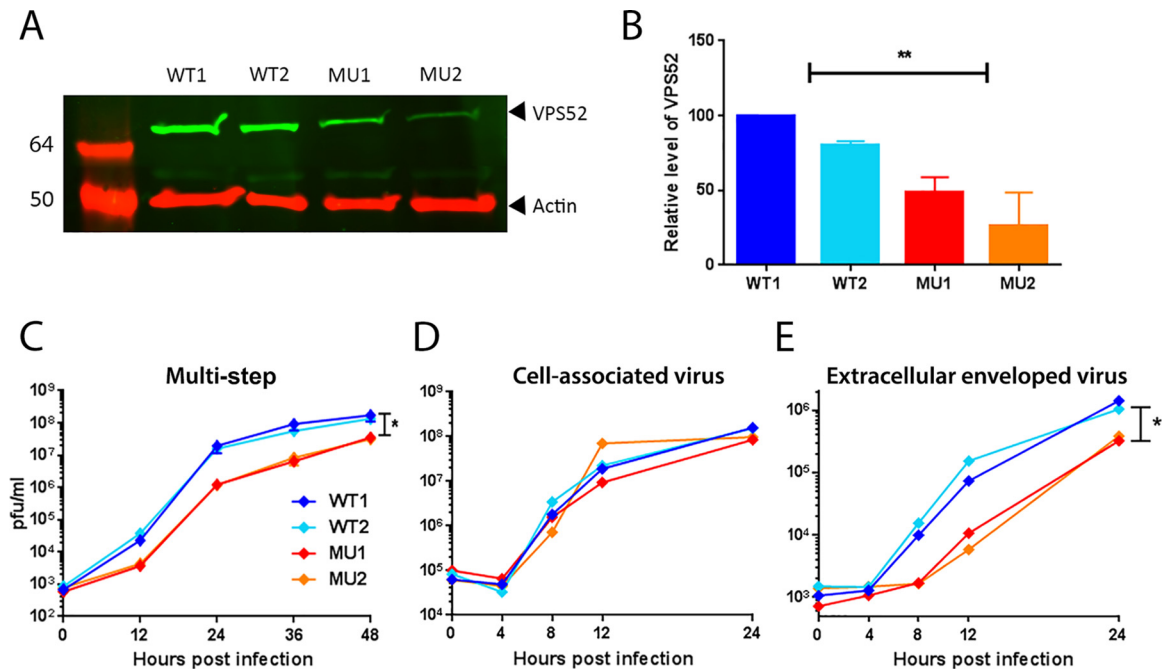 A
WT1 WT2 MU1 MU2
64
50
VPS52
Actin
B
Relative level of VPS52
150
100
50
0
**
WT1 WT2 MU1 MU2
C
Multi-step
pfu/ml
10⁹
10⁸
10⁷
10⁶
10⁵
10⁴
10³
10²
*
WT1
WT2
MU1
MU2
0 12 24 36 48
Hours post infection
D
Cell-associated virus
10⁹
10⁸
10⁷
10⁶
10⁵
10⁴
0 4 8 12 24
Hours post infection
E
Extracellular enveloped virus
10⁶
10⁵
10⁴
10³
*
0 4 8 12 24
Hours post infection